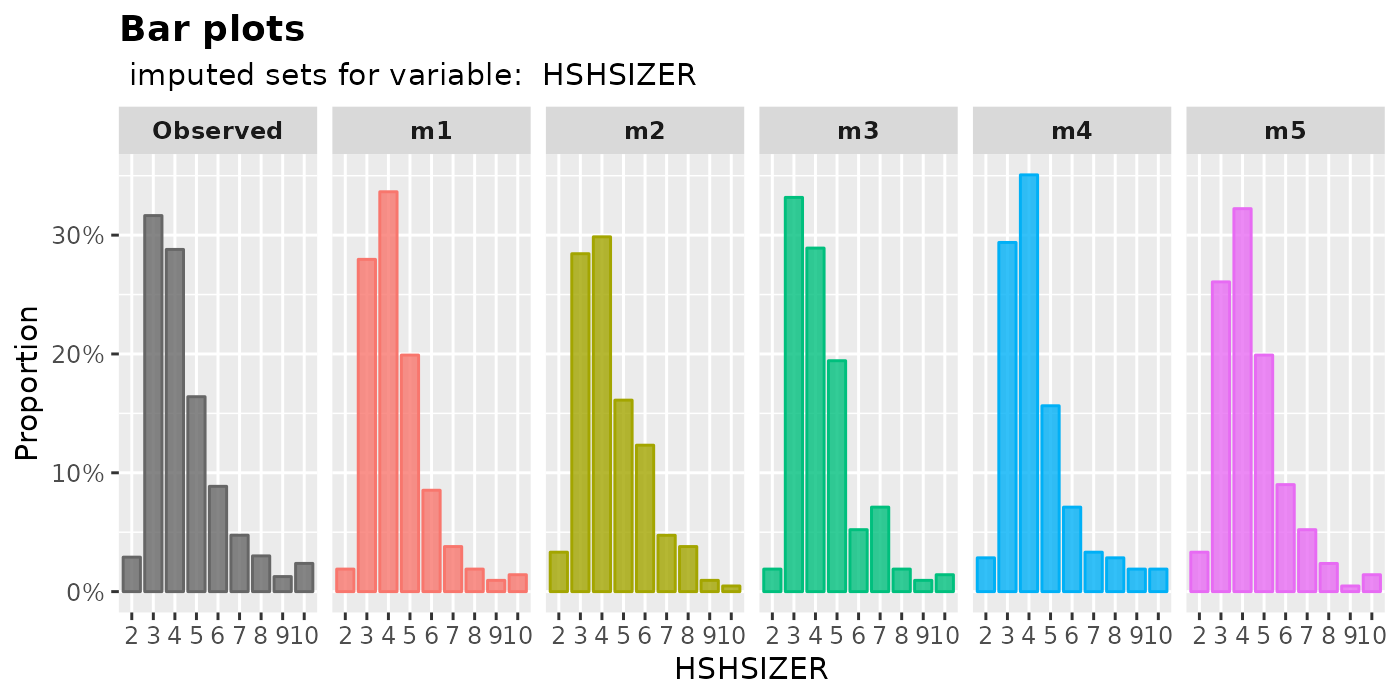 Bar plots
imputed sets for variable: HSHSIZER
Observed m1 m2 m3 m4 m5
Proportion
30%
20%
10%
0%
2 3 4 5 6 7 8 9 10 2 3 4 5 6 7 8 9 10 2 3 4 5 6 7 8 9 10 2 3 4 5 6 7 8 9 10 2 3 4 5 6 7 8 9 10 2 3 4 5 6 7 8 9 10
HSHSIZER